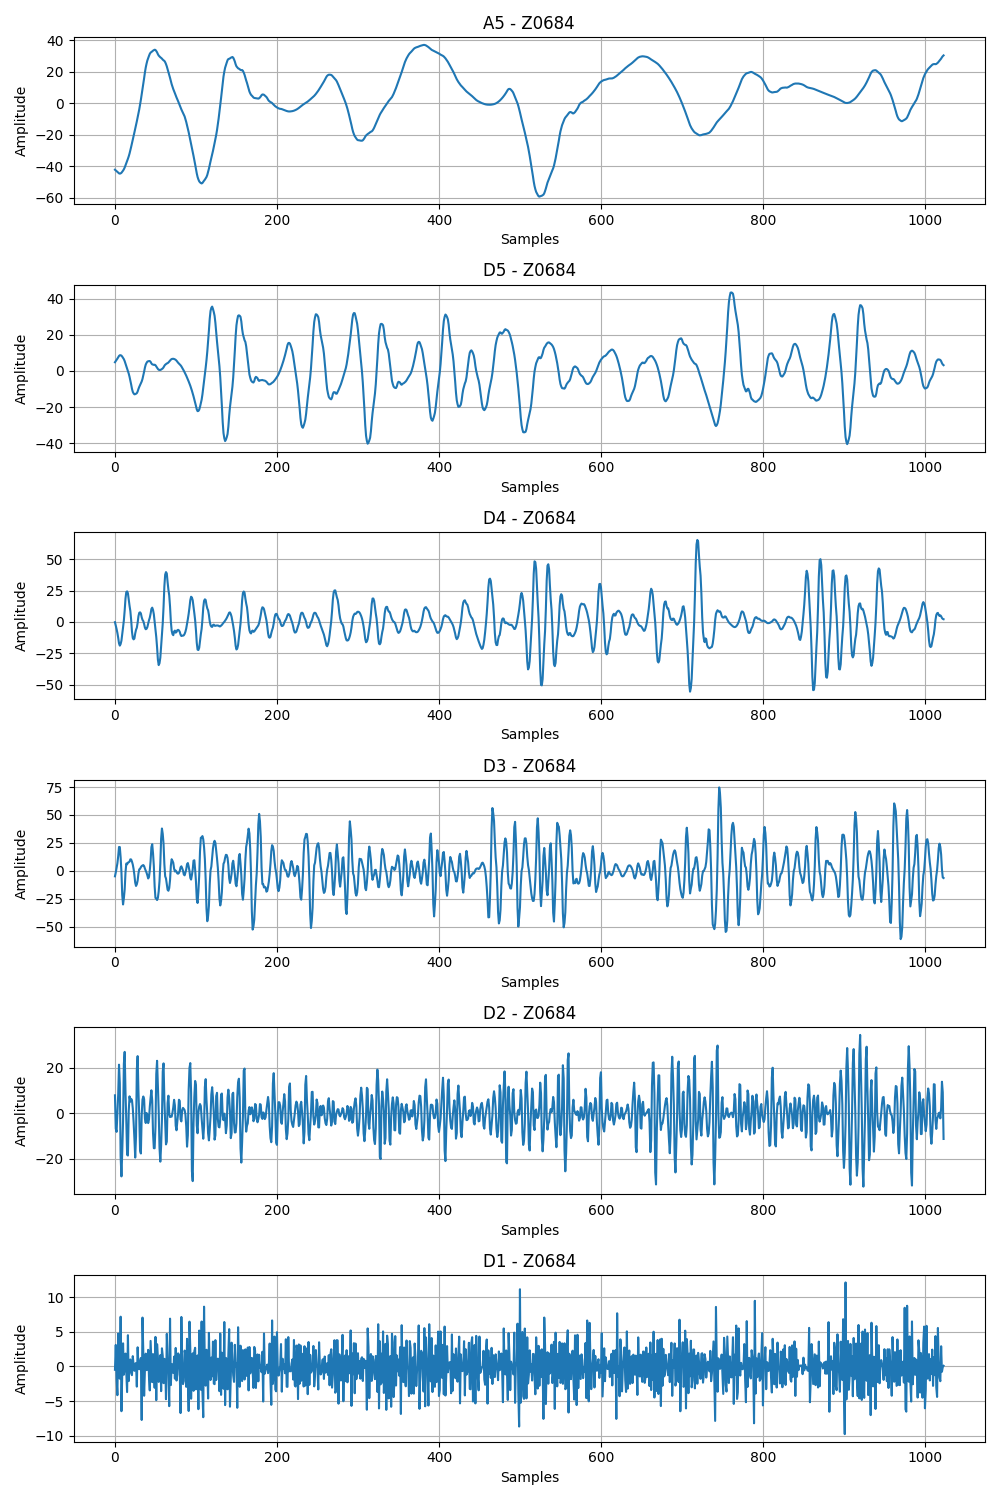 A5 - Z0684
40
20
0
−20
−40
−60
Amplitude
0 200 400 600 800 1000
Samples
D5 - Z0684
40
20
0
−20
−40
Amplitude
0 200 400 600 800 1000
Samples
D4 - Z0684
50
25
0
−25
−50
Amplitude
0 200 400 600 800 1000
Samples
D3 - Z0684
75
50
25
0
−25
−50
Amplitude
0 200 400 600 800 1000
Samples
D2 - Z0684
20
0
−20
Amplitude
0 200 400 600 800 1000
Samples
D1 - Z0684
10
5
0
−5
−10
Amplitude
0 200 400 600 800 1000
Samples